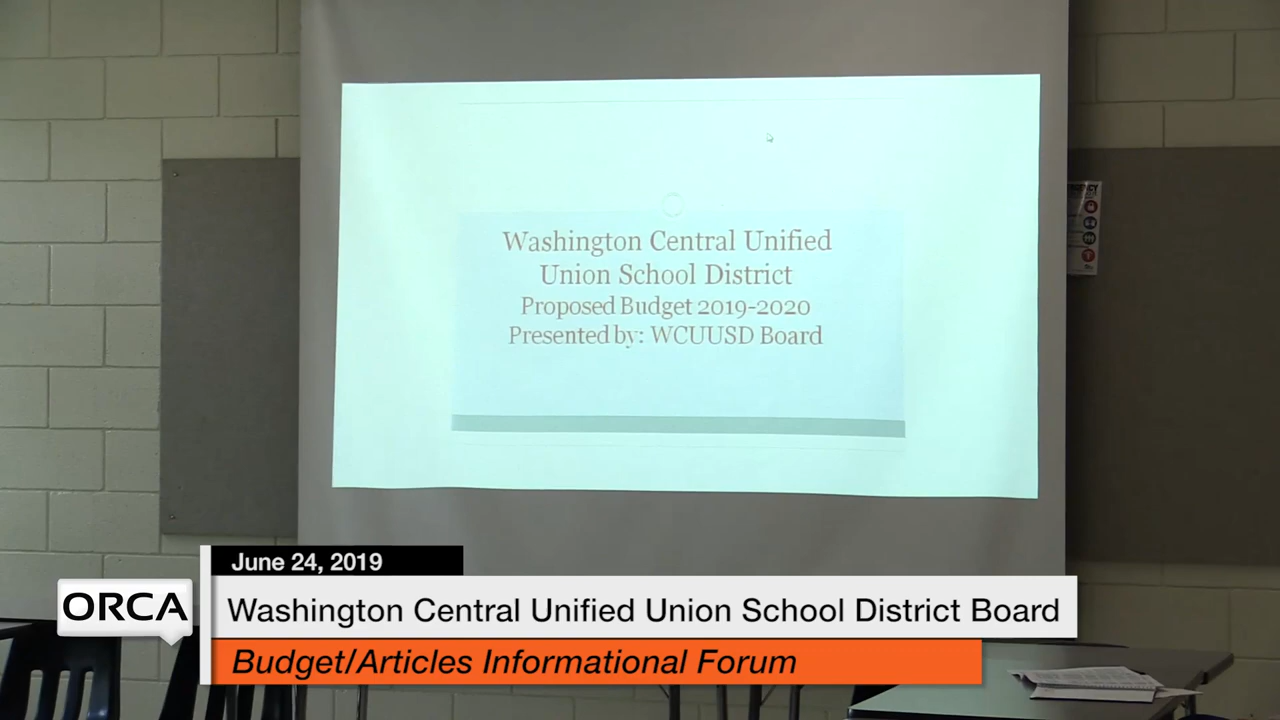 Washington Central Unified
Union School District
Proposed Budget 2019-2020
Presented by: WCUUSD Board
June 24, 2019
ORCA
Washington Central Unified Union School District Board
Budget/Articles Informational Forum